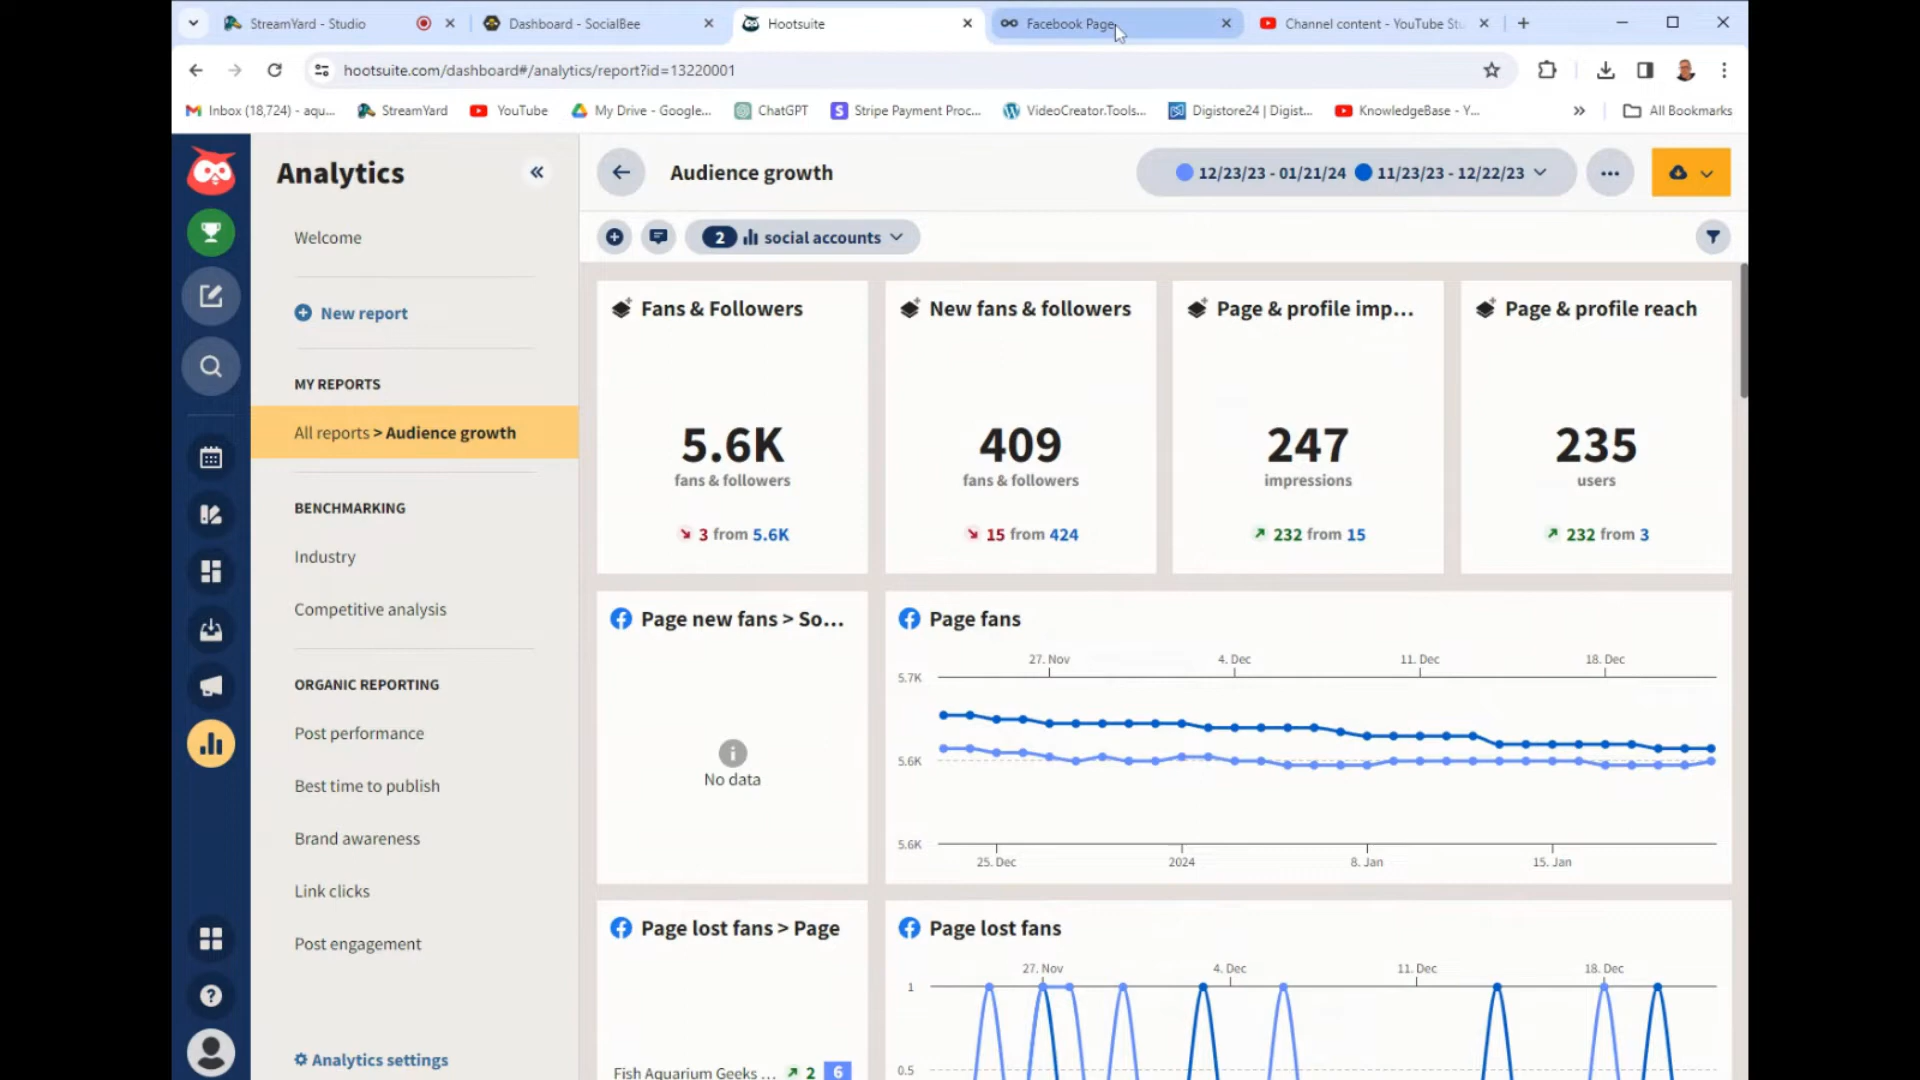 StreamYard - Studio
Dashboard - SocialBee
Hootsuite
Facebook Page
Channel content - YouTube Stu
hootsuite.com/dashboard#/analytics/report?id=13220001
Inbox (18,724) - aqu...
StreamYard
YouTube
My Drive - Google...
ChatGPT
Stripe Payment Proc...
VideoCreator.Tools...
Digistore24 | Digist...
KnowledgeBase - Y...
All Bookmarks
Analytics
Audience growth
12/23/23 - 01/21/24
11/23/23 - 12/22/23
Welcome
2 social accounts
New report
MY REPORTS
All reports > Audience growth
BENCHMARKING
Industry
Competitive analysis
ORGANIC REPORTING
Post performance
Best time to publish
Brand awareness
Link clicks
Post engagement
Analytics settings
Fans & Followers
5.6K
fans & followers
3 from 5.6K
New fans & followers
409
fans & followers
15 from 424
Page & profile imp...
247
impressions
232 from 15
Page & profile reach
235
users
232 from 3
Page new fans > So...
No data
Page fans
27. Nov
4. Dec
11. Dec
18. Dec
5.7K
5.6K
5.6K
25. Dec
2024
8. Jan
15. Jan
Page lost fans > Page
Fish Aquarium Geeks ... 2 6
Page lost fans
27. Nov
4. Dec
11. Dec
18. Dec
1
0.5